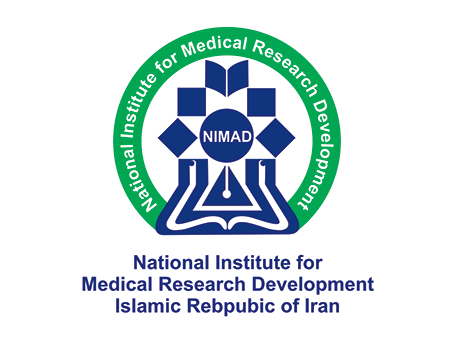 National Institute for Medical Research Development
NIMAD
National Institute for
Medical Research Development
Islamic Rebpubic of Iran